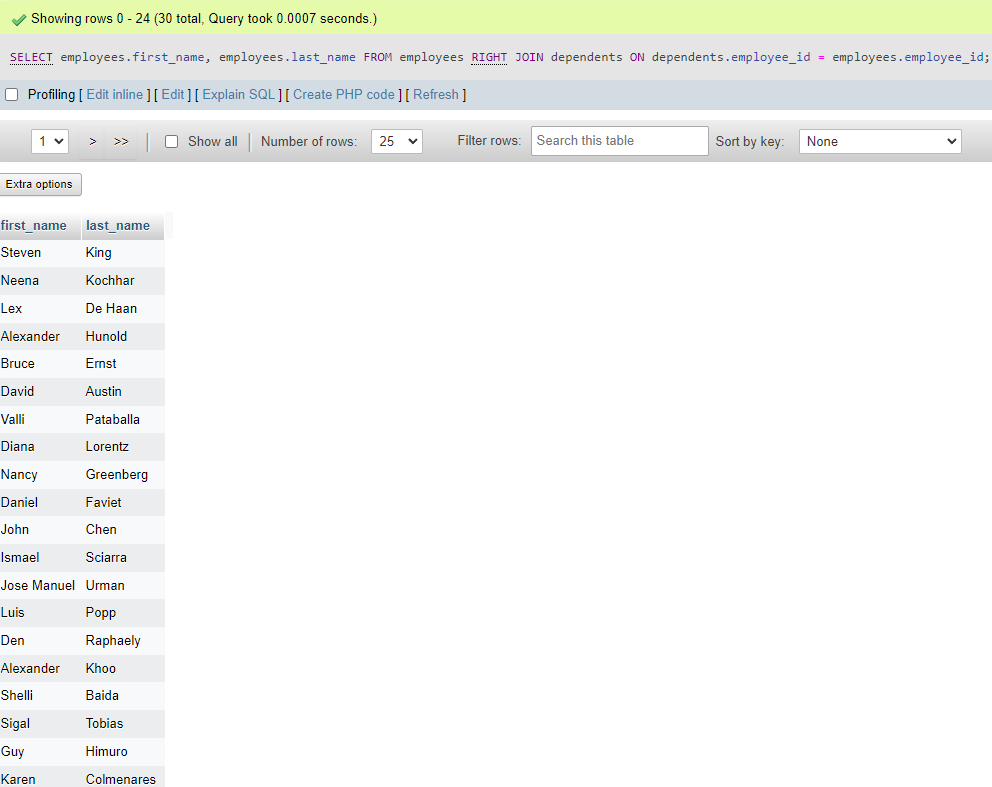 Showing rows 0 - 24 (30 total, Query took 0.0007 seconds.)
SELECT employees.first_name, employees.last_name FROM employees RIGHT JOIN dependents ON dependents.employee_id = employees.employee_id;
Profiling [ Edit inline ] [ Edit ] [ Explain SQL ] [ Create PHP code ] [ Refresh ]
1 > >> Show all Number of rows: 25 Filter rows: Search this table Sort by key: None
Extra options
first_name last_name
Steven King
Neena Kochhar
Lex De Haan
Alexander Hunold
Bruce Ernst
David Austin
Valli Pataballa
Diana Lorentz
Nancy Greenberg
Daniel Faviet
John Chen
Ismael Sciarra
Jose Manuel Urman
Luis Popp
Den Raphaely
Alexander Khoo
Shelli Baida
Sigal Tobias
Guy Himuro
Karen Colmenares